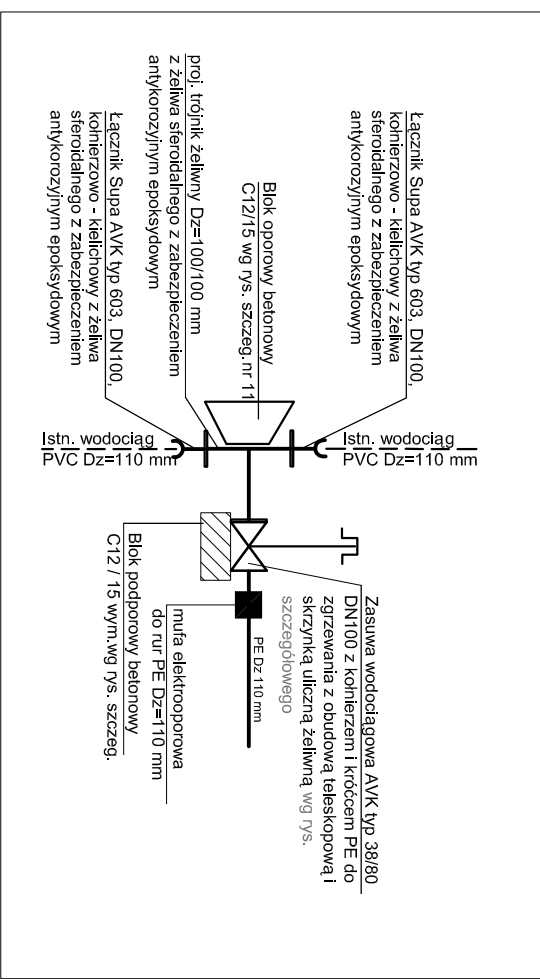 Łącznik Supa AVK typ 603, DN100,
kołnierzowo - kielichowy z żeliwa
sferoidalnego z zabezpieczeniem
antykorozyjnym epoksydowym
Blok oporowy betonowy
C12/15 wg rys. szczeg.nr 11
proj. trójnik żeliwny Dz=100/100 mm
z żeliwa sferoidalnego z zabezpieczeniem
antykorozyjnym epoksydowym
Łącznik Supa AVK typ 603, DN100,
kołnierzowo - kielichowy z żeliwa
sferoidalnego z zabezpieczeniem
antykorozyjnym epoksydowym
Istn. wodociąg
PVC Dz=110 mm
Istn. wodociąg
PVC Dz=110 mm
Zasuwa wodociągowa AVK typ 38/80
DN100 z kołnierzem i króćcem PE do
zgrzewania z obudową teleskopową i
skrzynką uliczną żeliwną wg rys.
szczegółowego
PE Dz 110 mm
mufa elektrooporowa
do rur PE Dz=110 mm
Blok podporowy betonowy
C12 / 15 wym.wg rys. szczeg.